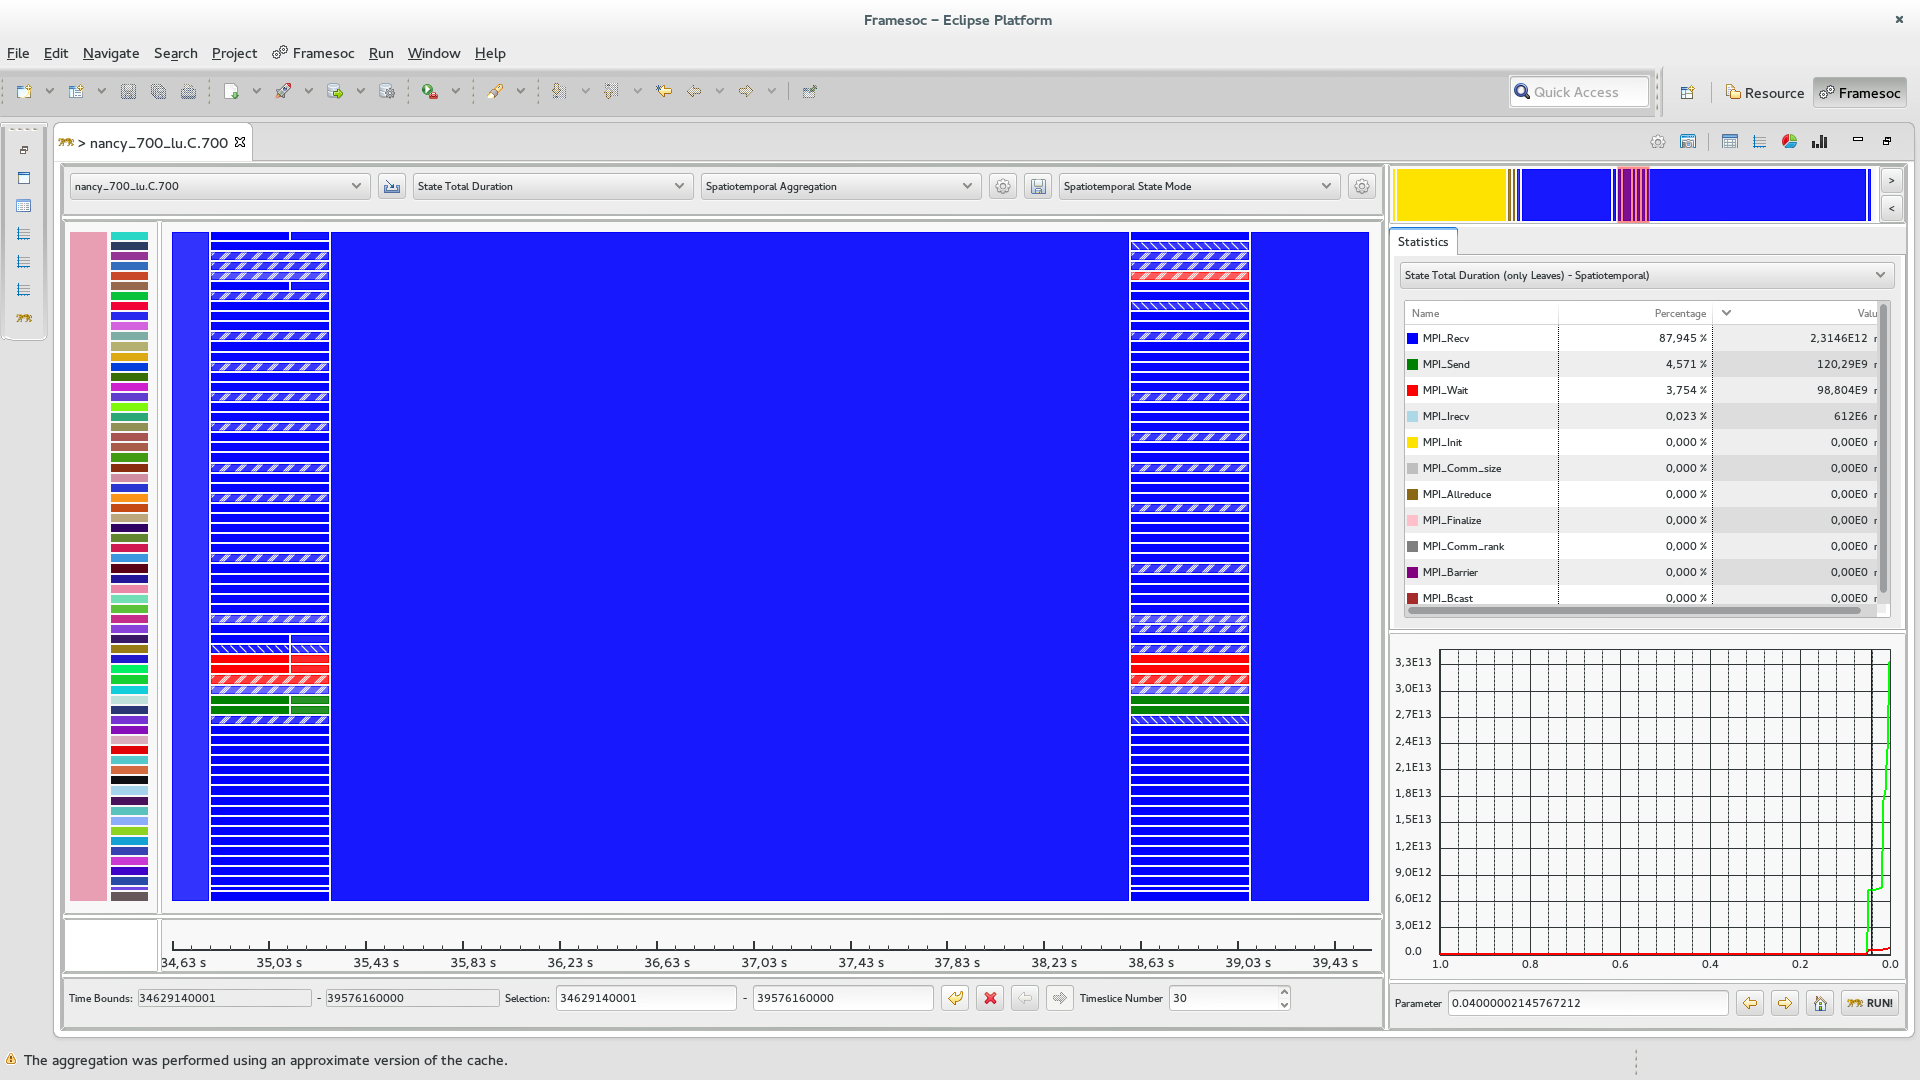 Framesoc – Eclipse Platform
File Edit Navigate Search Project Framesoc Run Window Help
Quick Access
Resource
Framesoc
> nancy_700_lu.C.700
nancy_700_lu.C.700
State Total Duration
Spatiotemporal Aggregation
Spatiotemporal State Mode
>
<
Statistics
State Total Duration (only Leaves) - Spatiotemporal)
Name Percentage Valu
MPI_Recv 87,945 % 2,3146E12
MPI_Send 4,571 % 120,29E9
MPI_Wait 3,754 % 98,804E9
MPI_Irecv 0,023 % 612E6
MPI_Init 0,000 % 0,00E0
MPI_Comm_size 0,000 % 0,00E0
MPI_Allreduce 0,000 % 0,00E0
MPI_Finalize 0,000 % 0,00E0
MPI_Comm_rank 0,000 % 0,00E0
MPI_Barrier 0,000 % 0,00E0
MPI_Bcast 0,000 % 0,00E0
3,3E13
3,0E13
2,7E13
2,4E13
2,1E13
1,8E13
1,5E13
1,2E13
9,0E12
6,0E12
3,0E12
0.0
1.0 0.8 0.6 0.4 0.2 0.0
34,63 s 35,03 s 35,43 s 35,83 s 36,23 s 36,63 s 37,03 s 37,43 s 37,83 s 38,23 s 38,63 s 39,03 s 39,43 s
Time Bounds: 34629140001 - 39576160000 Selection: 34629140001 - 39576160000 Timeslice Number 30
Parameter 0.04000002145767212 RUN!
The aggregation was performed using an approximate version of the cache.